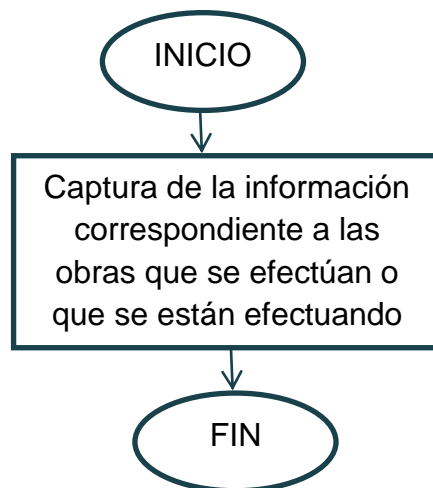 INICIO
Captura de la información
correspondiente a las
obras que se efectúan o
que se están efectuando
FIN